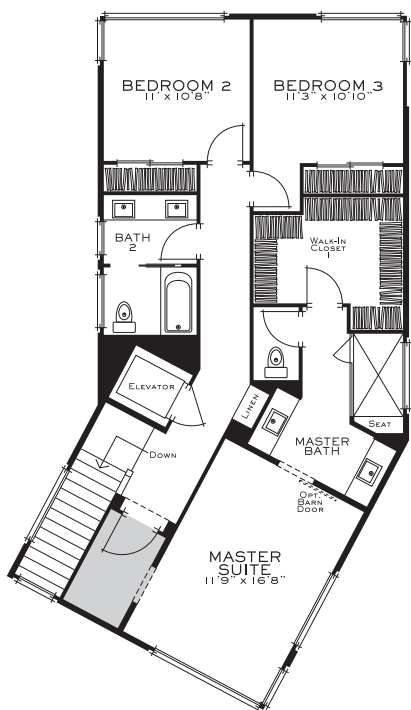 BEDROOM 2
11' X 10'8"
BEDROOM 3
11'3" X 10'10"
BATH
2
WALK-IN
CLOSET
1
ELEVATOR
LINEN
SEAT
DOWN
MASTER
BATH
OPT.
BARN
DOOR
MASTER
SUITE
11'9" X 16'8"